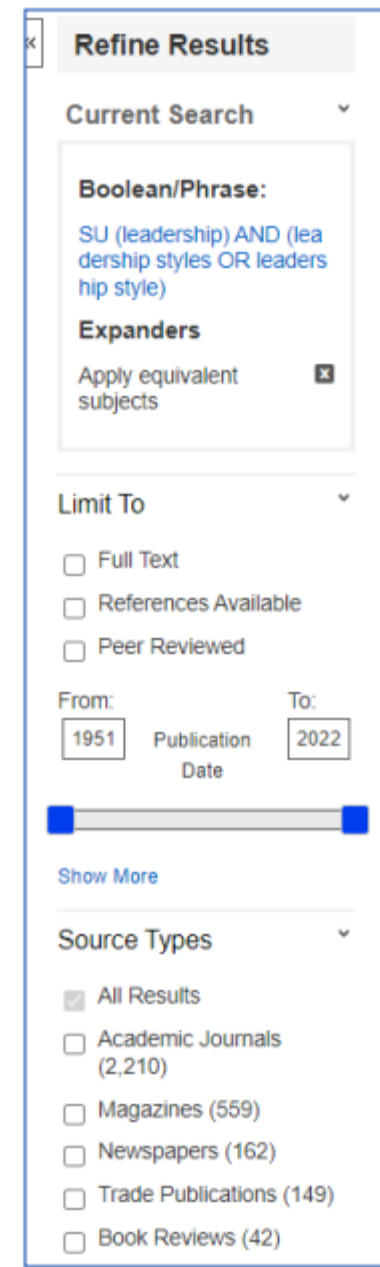 Refine Results
Current Search
Boolean/Phrase:
SU (leadership) AND (lea
dership styles OR leaders
hip style)
Expanders
Apply equivalent
subjects
Limit To
Full Text
References Available
Peer Reviewed
From: To:
1951 Publication 2022
Date
Show More
Source Types
All Results
Academic Journals
(2,210)
Magazines (559)
Newspapers (162)
Trade Publications (149)
Book Reviews (42)